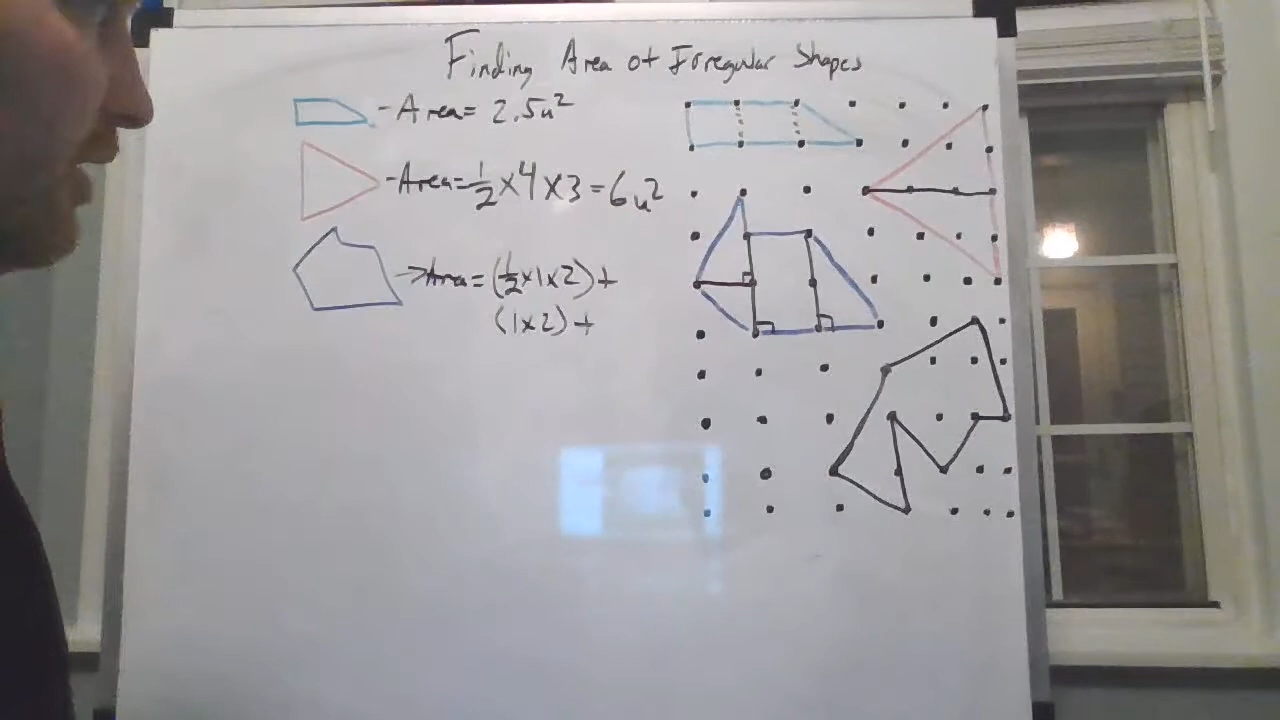 Finding Area of Irregular Shapes
- Area = 2.5u²
- Area = 1/2 × 4 × 3 = 6u²
→ Area = (1/2 × 1 × 2) +
(1 × 2) +